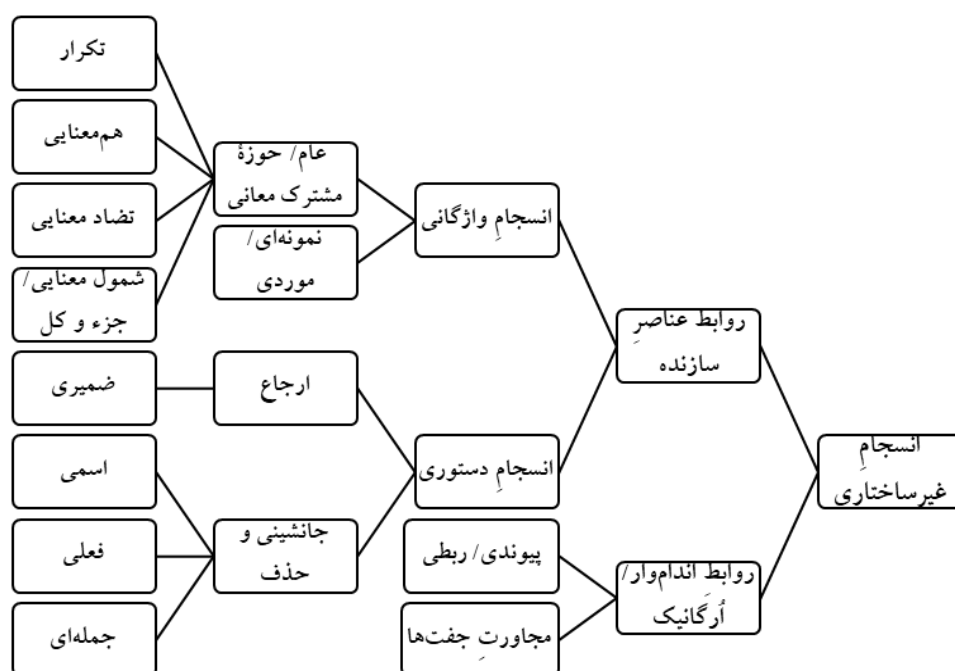 انسجامِ
غیرساختاری
روابط عناصرِ
سازنده
انسجامِ واژگانی
عام/ حوزهٔ
مشترک معانی
تکرار
هم‌معنایی
تضاد معنایی
شمول معنایی/
جزء و کل
نمونه‌ای/
موردی
انسجامِ دستوری
ارجاع
ضمیری
جانشینی و
حذف
اسمی
فعلی
جمله‌ای
روابطِ اندام‌وار/
اُرگانیک
پیوندی/ ربطی
مجاورتِ جفت‌ها